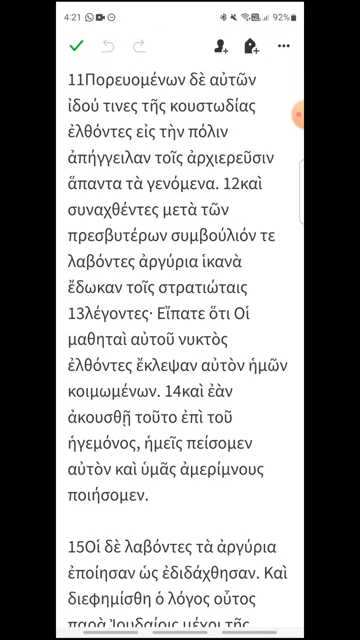 4:21
92%
11Πορευομένων δὲ αὐτῶν
ἰδού τινες τῆς κουστωδίας
ἐλθόντες εἰς τὴν πόλιν
ἀπήγγειλαν τοῖς ἀρχιερεῦσιν
ἅπαντα τὰ γενόμενα. 12καὶ
συναχθέντες μετὰ τῶν
πρεσβυτέρων συμβούλιόν τε
λαβόντες ἀργύρια ἱκανὰ
ἔδωκαν τοῖς στρατιώταις
13λέγοντες· Εἴπατε ὅτι Οἱ
μαθηταὶ αὐτοῦ νυκτὸς
ἐλθόντες ἔκλεψαν αὐτὸν ἡμῶν
κοιμωμένων. 14καὶ ἐὰν
ἀκουσθῇ τοῦτο ἐπὶ τοῦ
ἡγεμόνος, ἡμεῖς πείσομεν
αὐτὸν καὶ ὑμᾶς ἀμερίμνους
ποιήσομεν.
15Οἱ δὲ λαβόντες τὰ ἀργύρια
ἐποίησαν ὡς ἐδιδάχθησαν. Καὶ
διεφημίσθη ὁ λόγος οὗτος
παρὰ Ἰουδαίοις μέχρι τῆς